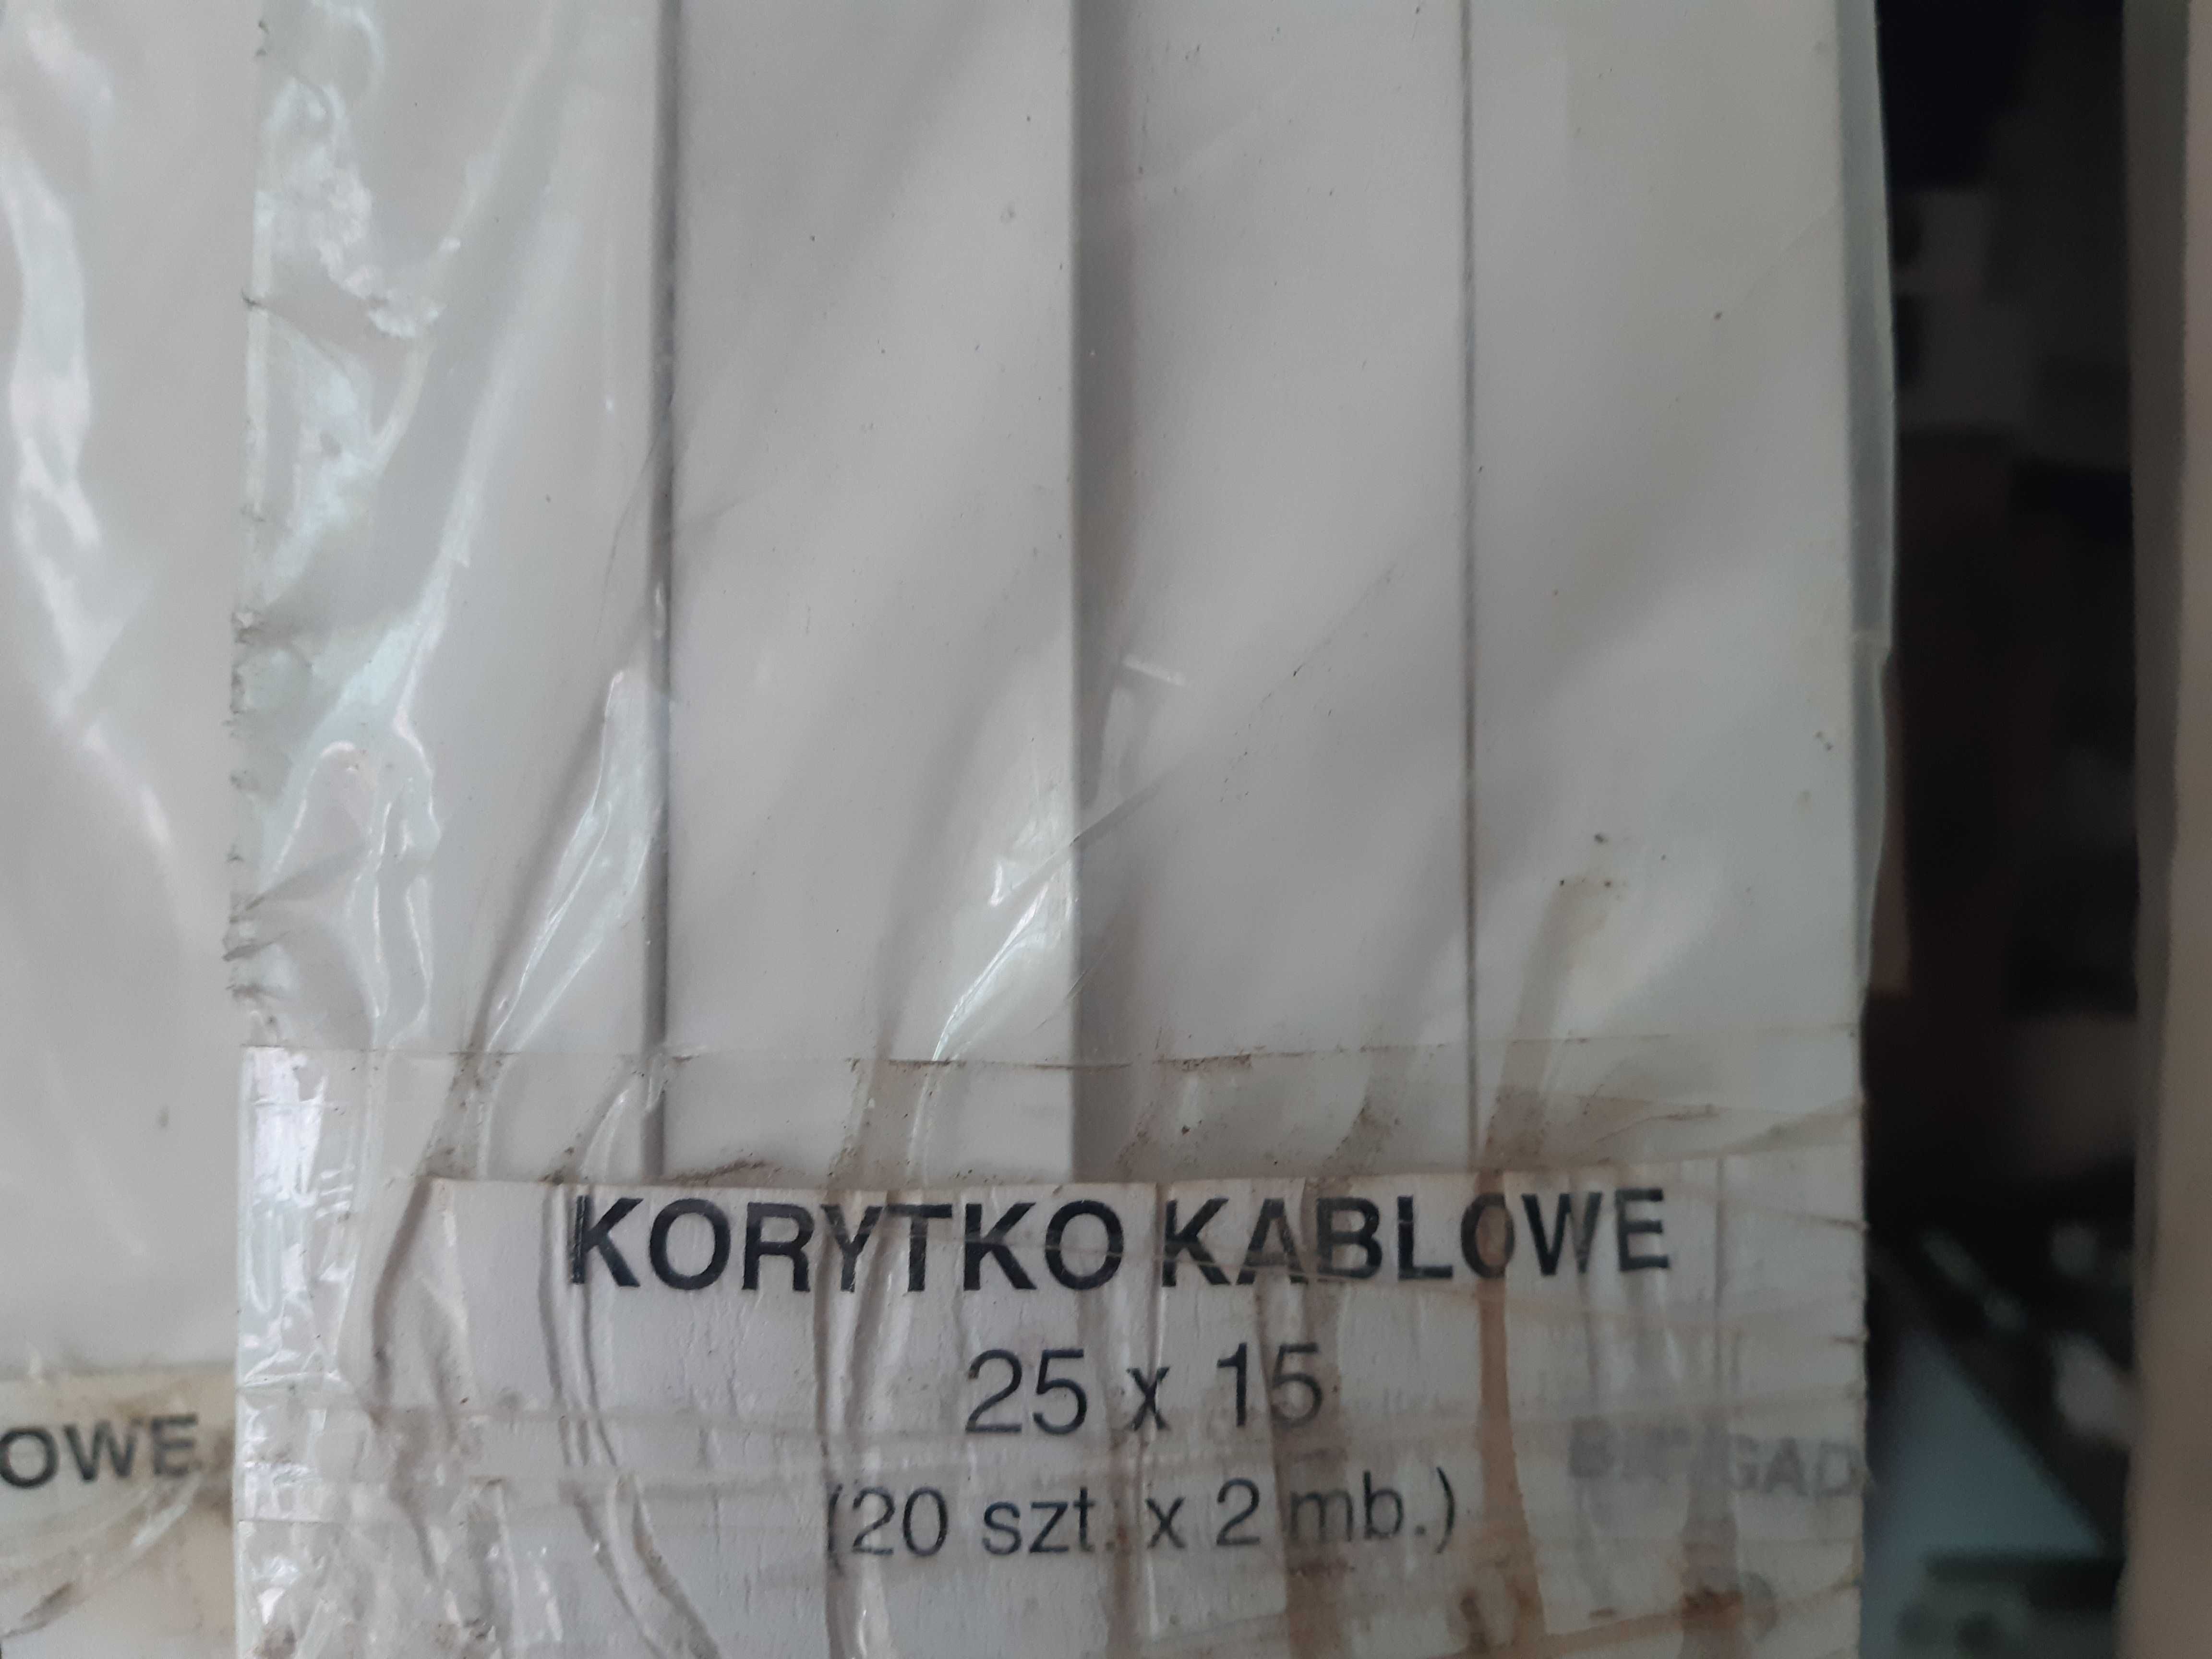 KORYTKO KABLOWE
25 x 15
(20 szt. x 2 mb.)
OWE